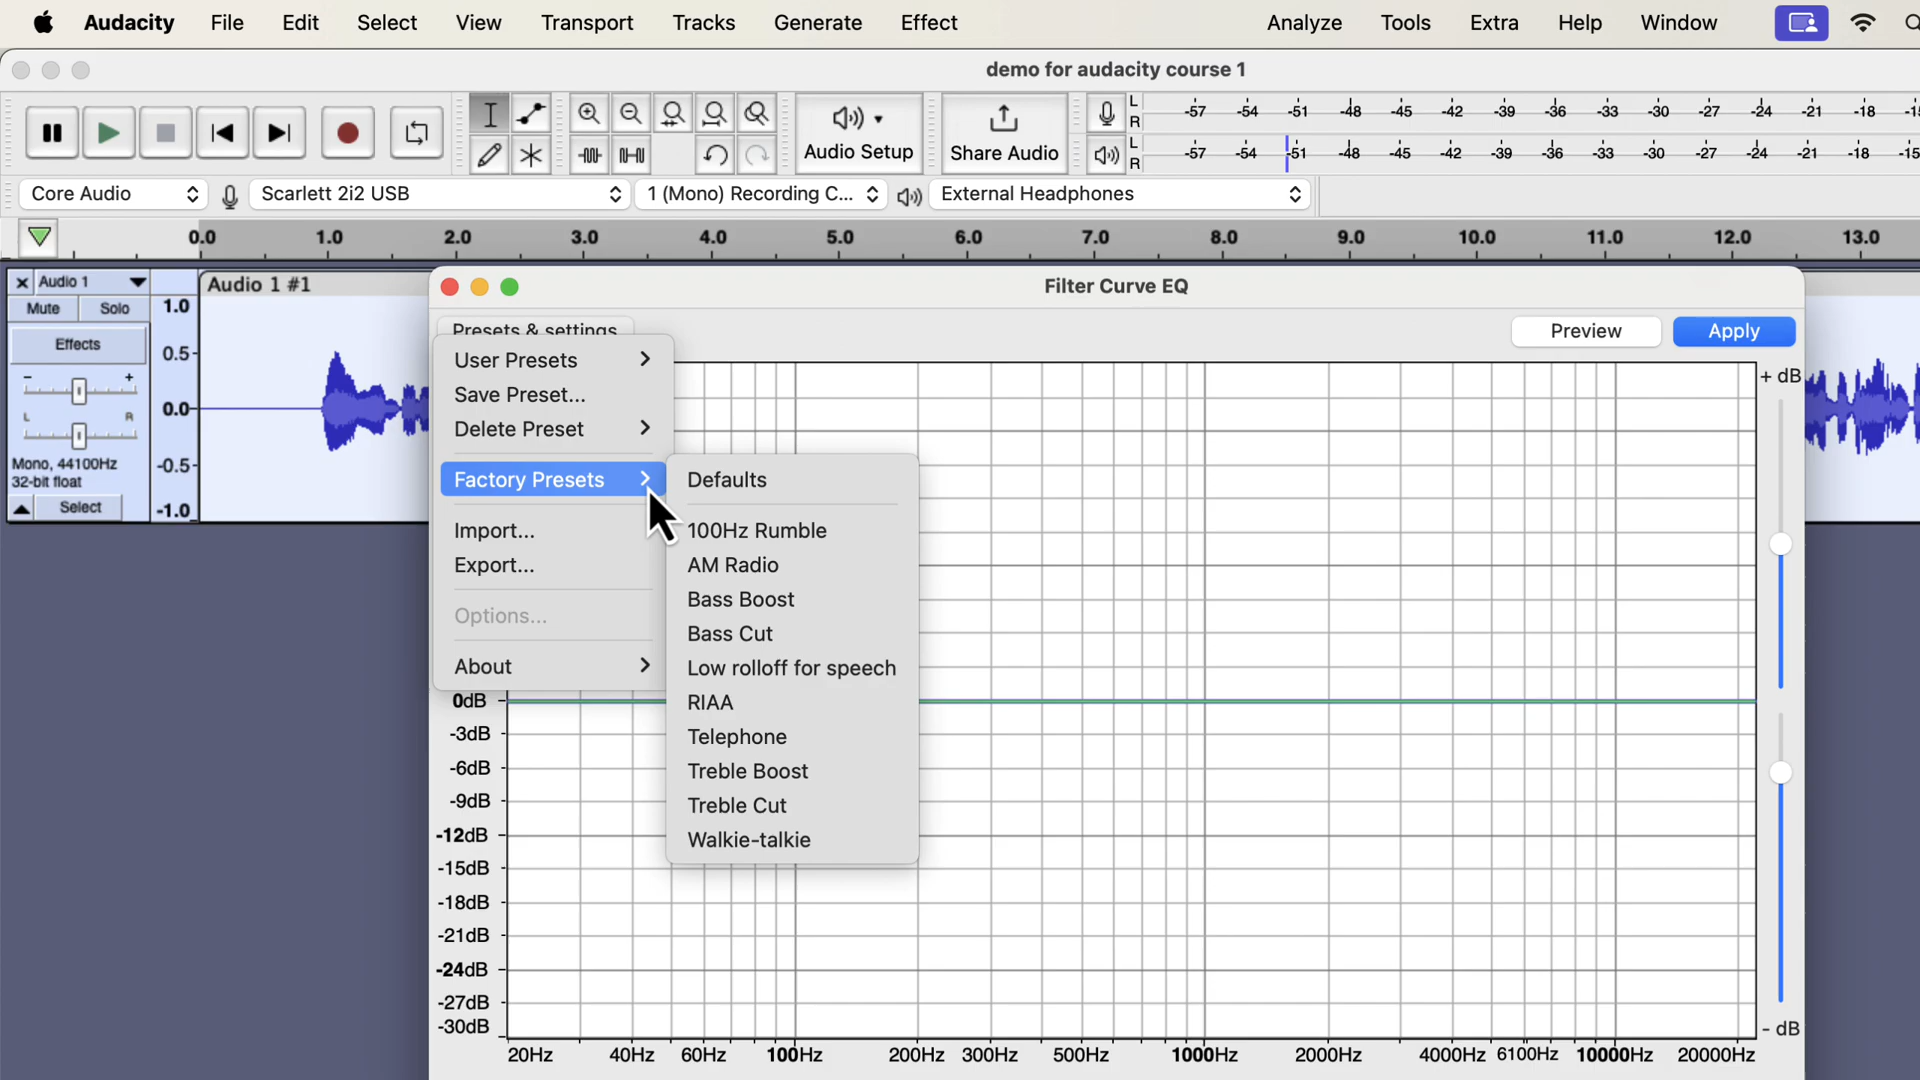 Audacity File Edit Select View Transport Tracks Generate Effect Analyze Tools Extra Help Window
demo for audacity course 1
L
R
-57 -54 -51 -48 -45 -42 -39 -36 -33 -30 -27 -24 -21 -18
Audio Setup
Share Audio
L
R
-57 -54 -51 -48 -45 -42 -39 -36 -33 -30 -27 -24 -21 -18 -15
Core Audio Scarlett 2i2 USB 1 (Mono) Recording C... External Headphones
0.0 1.0 2.0 3.0 4.0 5.0 6.0 7.0 8.0 9.0 10.0 11.0 12.0 13.0
Audio 1
Audio 1 #1
Mute Solo
Effects
- +
L R
Mono, 44100Hz
32-bit float
Select
1.0
0.5
0.0
-0.5
-1.0
Filter Curve EQ
Presets & settings
Preview Apply
User Presets
Save Preset...
Delete Preset
Factory Presets
Import...
Export...
Options...
About
Defaults
100Hz Rumble
AM Radio
Bass Boost
Bass Cut
Low rolloff for speech
RIAA
Telephone
Treble Boost
Treble Cut
Walkie-talkie
+ dB
- dB
0dB
-3dB
-6dB
-9dB
-12dB
-15dB
-18dB
-21dB
-24dB
-27dB
-30dB
20Hz 40Hz 60Hz 100Hz 200Hz 300Hz 500Hz 1000Hz 2000Hz 4000Hz 6100Hz 10000Hz 20000Hz